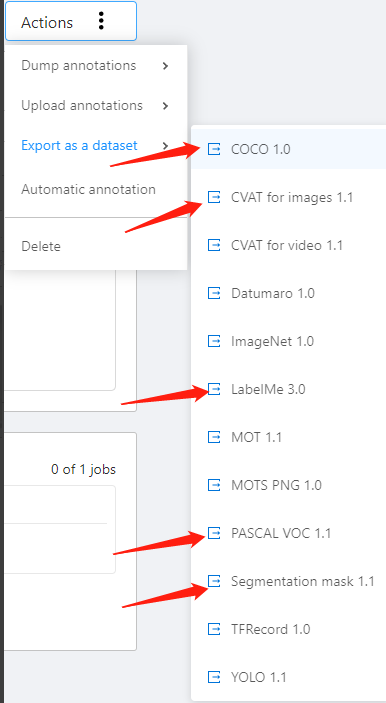 Actions
Dump annotations
Upload annotations
Export as a dataset
Automatic annotation
Delete
COCO 1.0
CVAT for images 1.1
CVAT for video 1.1
Datumaro 1.0
ImageNet 1.0
LabelMe 3.0
MOT 1.1
MOTS PNG 1.0
PASCAL VOC 1.1
Segmentation mask 1.1
TFRecord 1.0
YOLO 1.1
0 of 1 jobs